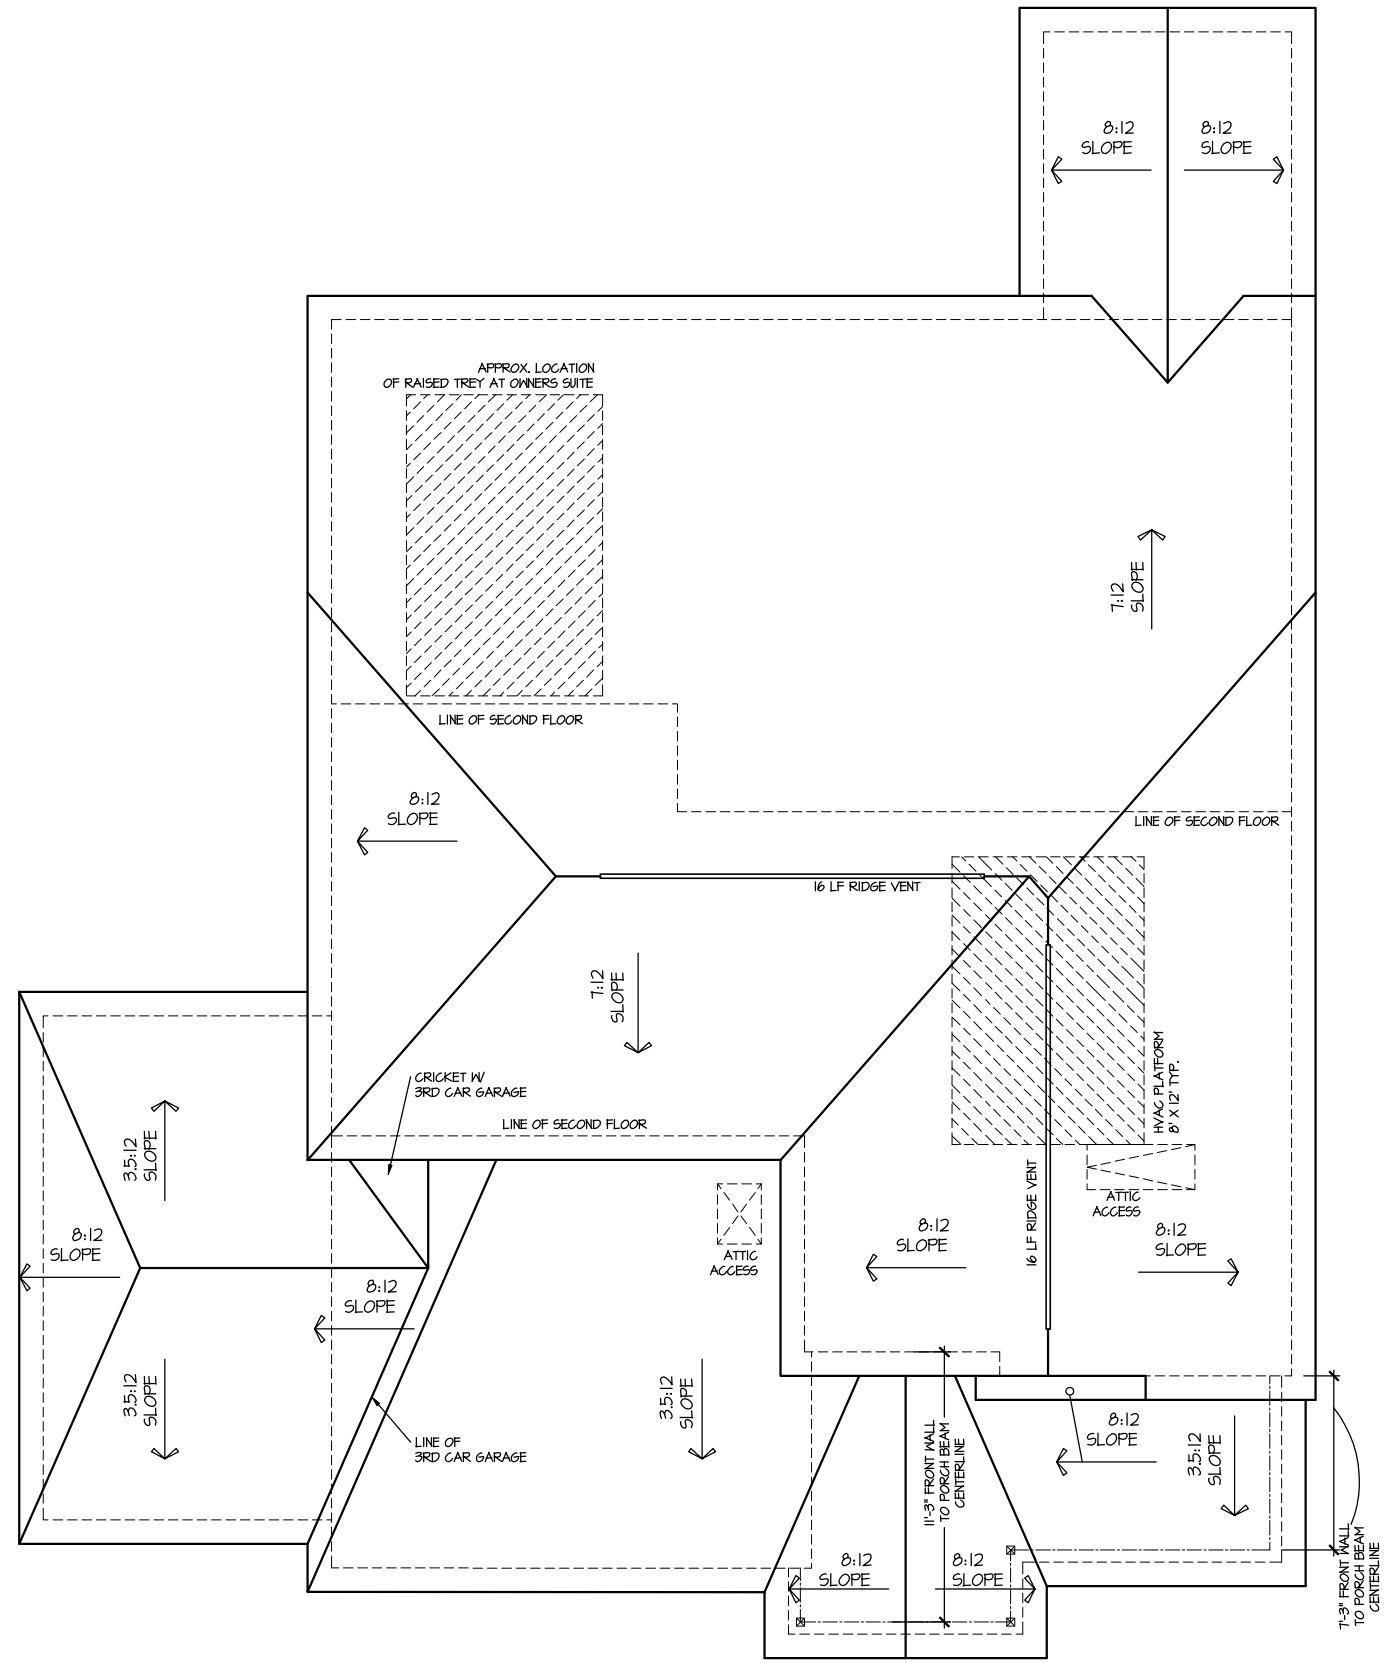 8:12
SLOPE
8:12
SLOPE
APPROX. LOCATION
OF RAISED TREY AT OWNERS SUITE
7:12
SLOPE
LINE OF SECOND FLOOR
8:12
SLOPE
LINE OF SECOND FLOOR
16 LF RIDGE VENT
7:12
SLOPE
HVAC PLATFORM
8' X 12' TYP.
CRICKET W/
3RD CAR GARAGE
LINE OF SECOND FLOOR
3.5:12
SLOPE
16 LF RIDGE VENT
ATTIC
ACCESS
8:12
SLOPE
8:12
SLOPE
8:12
SLOPE
ATTIC
ACCESS
8:12
SLOPE
3.5:12
SLOPE
3.5:12
SLOPE
LINE OF
3RD CAR GARAGE
11'-3" FRONT WALL
TO PORCH BEAM
CENTERLINE
8:12
SLOPE
3.5:12
SLOPE
8:12
SLOPE
8:12
SLOPE
7'-3" FRONT WALL
TO PORCH BEAM
CENTERLINE